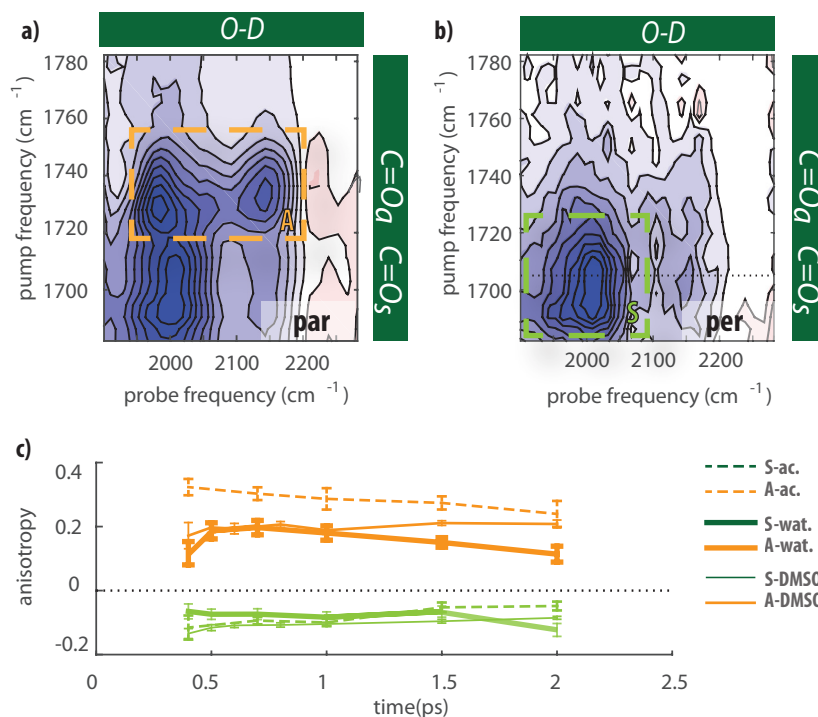 a)
O-D
pump frequency (cm⁻¹)
1780
1760
1740
1720
1700
A
par
2000 2100 2200
probe frequency (cm⁻¹)
C=Oa C=Os
b)
O-D
pump frequency (cm⁻¹)
1780
1760
1740
1720
1700
S
per
2000 2100 2200
probe frequency (cm⁻¹)
C=Oa C=Os
c)
anisotropy
0.4
0.2
0
-0.2
0 0.5 1 1.5 2 2.5
time(ps)
S-ac.
A-ac.
S-wat.
A-wat.
S-DMSO
A-DMSO